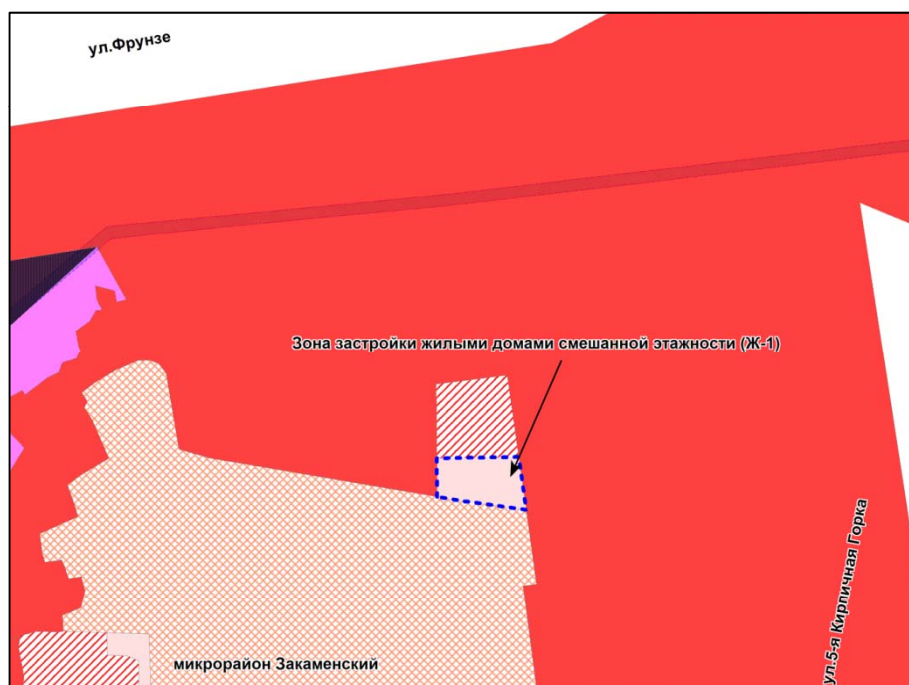 ул.Фрунзе
Зона застройки жилыми домами смешанной этажности (Ж-1)
ул.5-я Кирпичная Горка
микрорайон Закаменский